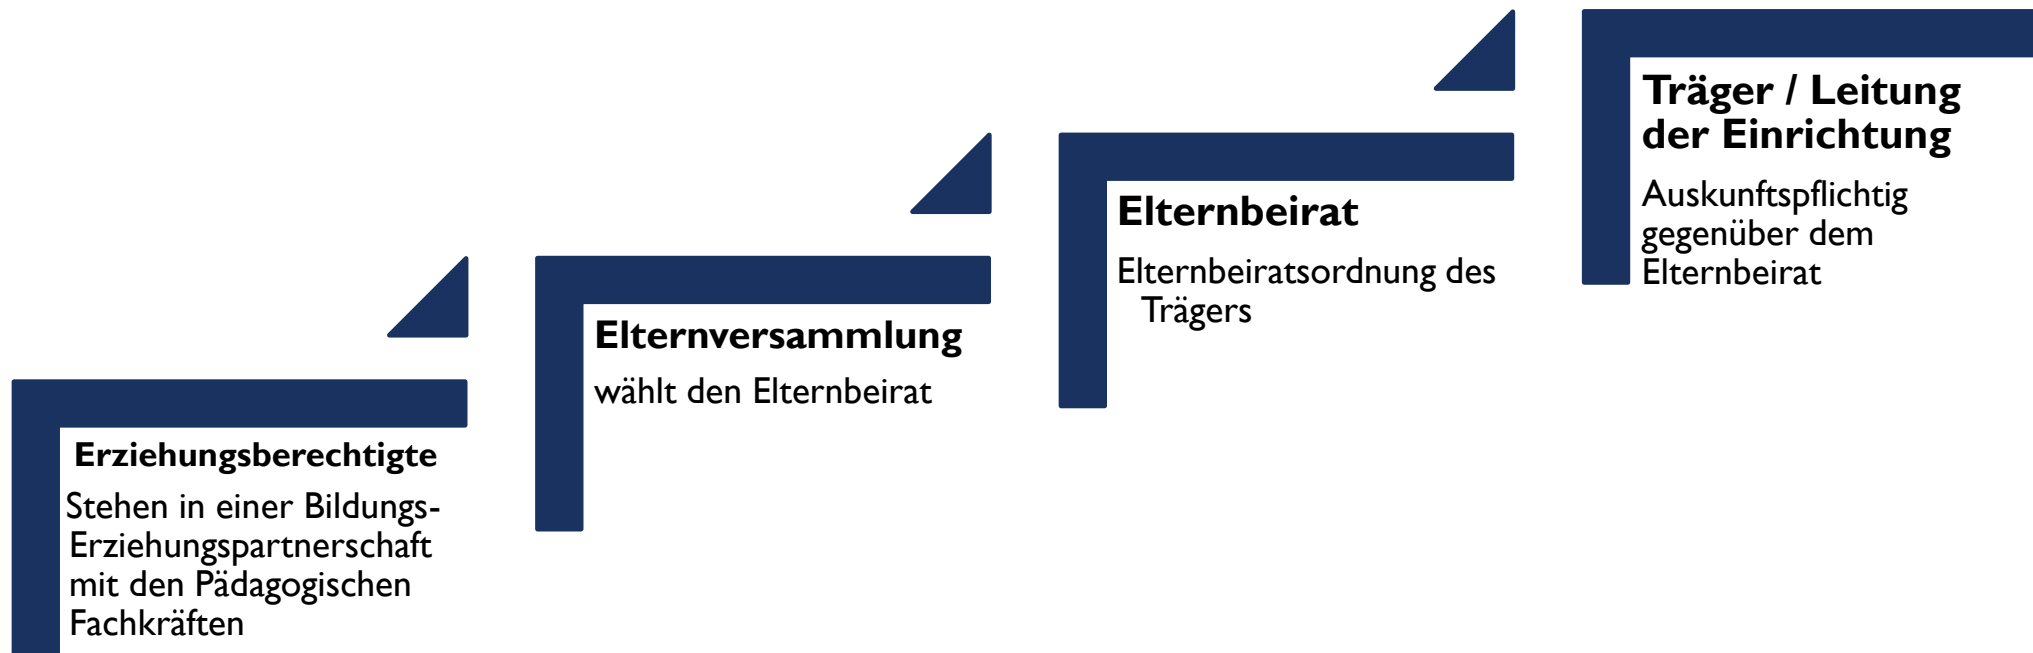 Erziehungsberechtigte
Stehen in einer Bildungs-
Erziehungspartnerschaft
mit den Pädagogischen
Fachkräften
Elternversammlung
wählt den Elternbeirat
Elternbeirat
Elternbeiratsordnung des
Trägers
Träger / Leitung
der Einrichtung
Auskunftspflichtig
gegenüber dem
Elternbeirat